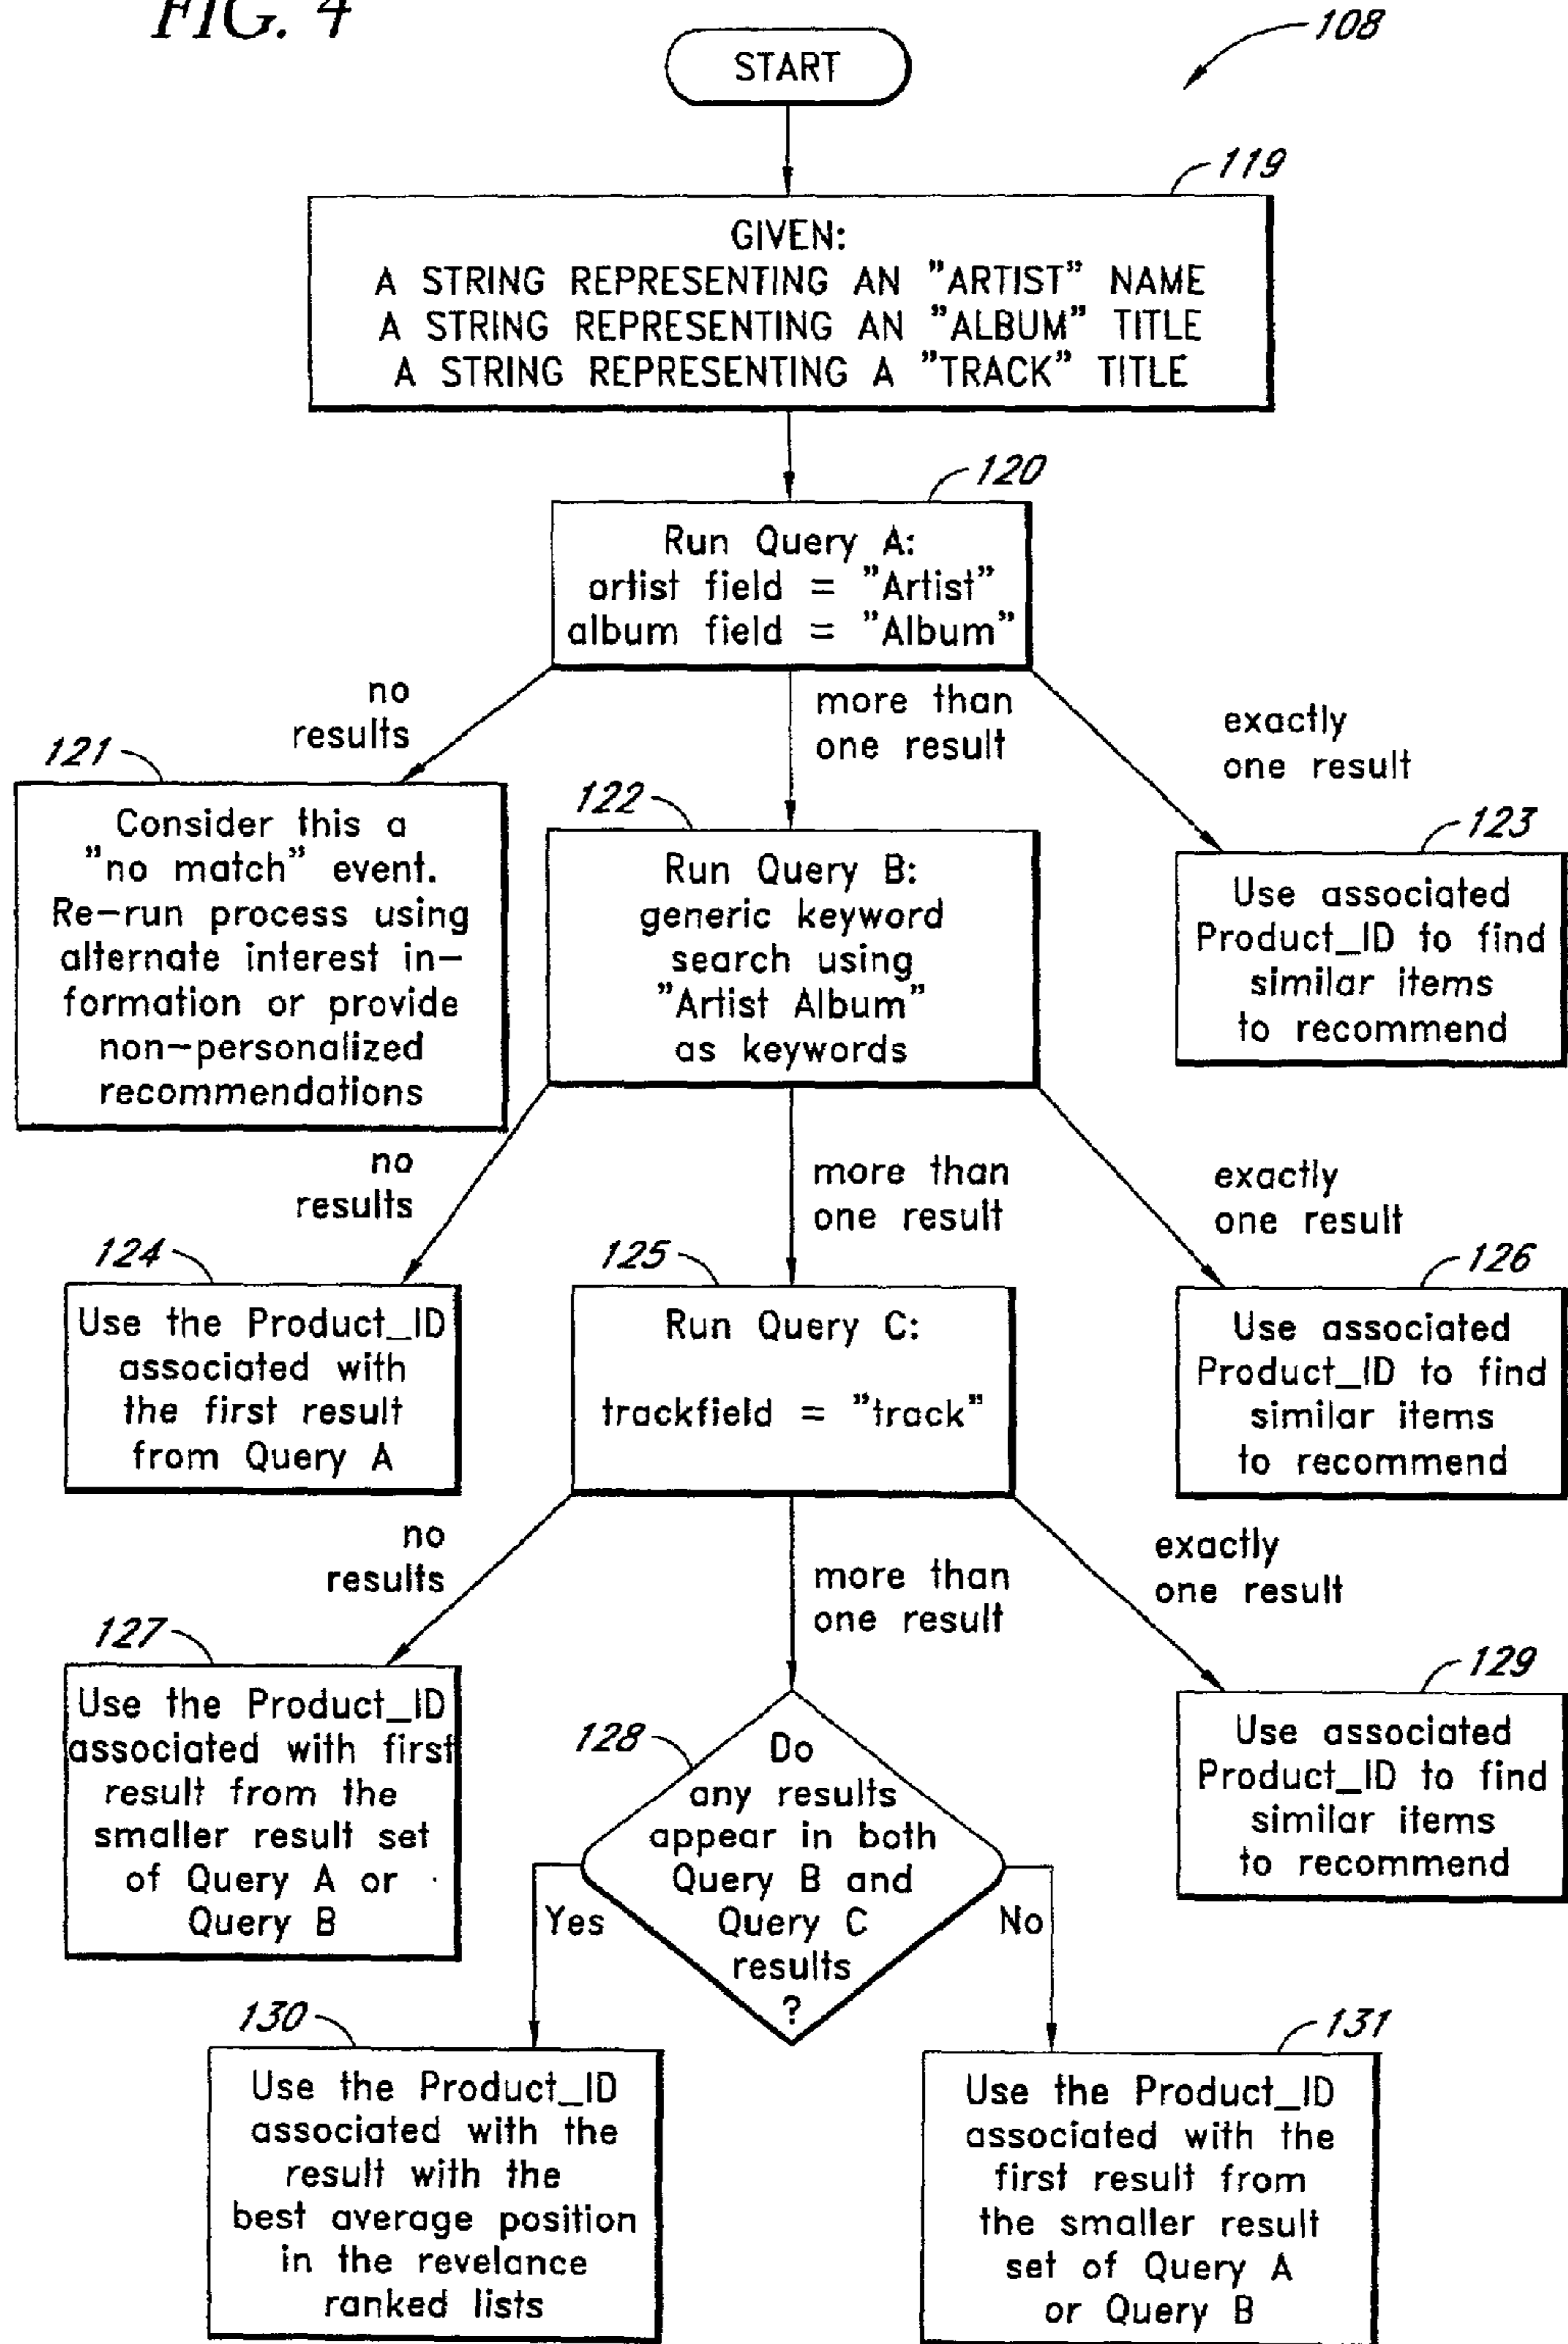 FIG. 4
108
START
119
GIVEN:
A STRING REPRESENTING AN "ARTIST" NAME
A STRING REPRESENTING AN "ALBUM" TITLE
A STRING REPRESENTING A "TRACK" TITLE
120
Run Query A:
artist field = "Artist"
album field = "Album"
no
results
more than
one result
exactly
one result
121
Consider this a
"no match" event.
Re-run process using
alternate interest in-
formation or provide
non-personalized
recommendations
122
Run Query B:
generic keyword
search using
"Artist Album"
as keywords
123
Use associated
Product_ID to find
similar items
to recommend
no
results
more than
one result
exactly
one result
124
Use the Product_ID
associated with
the first result
from Query A
125
Run Query C:
trackfield = "track"
126
Use associated
Product_ID to find
similar items
to recommend
no
results
more than
one result
exactly
one result
127
Use the Product_ID
associated with first
result from the
smaller result set
of Query A or
Query B
128
Do
any results
appear in both
Query B and
Query C
results
?
129
Use associated
Product_ID to find
similar items
to recommend
Yes
No
130
Use the Product_ID
associated with the
result with the
best average position
in the revelance
ranked lists
131
Use the Product_ID
associated with the
first result from
the smaller result
set of Query A
or Query B